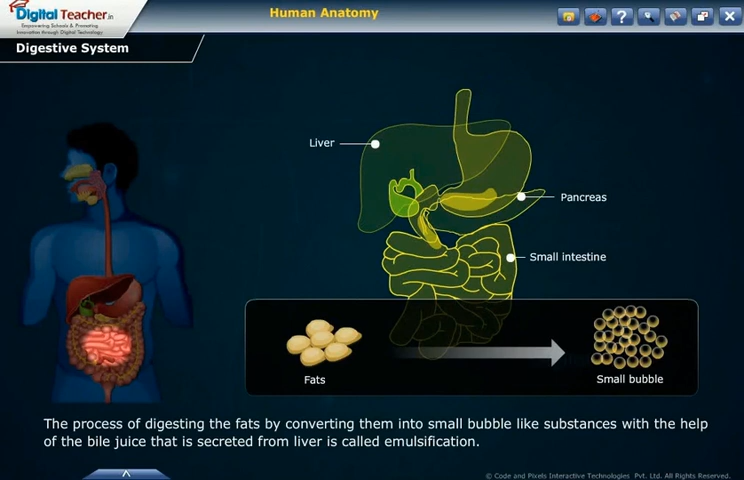 Digital Teacher.in
Empowering Schools & Promoting
Innovation through Digital Technology
Human Anatomy
?
Digestive System
Liver
Pancreas
Small intestine
Fats
Small bubble
The process of digesting the fats by converting them into small bubble like substances with the help
of the bile juice that is secreted from liver is called emulsification.
© Code and Pixels Interactive Technologies Pvt. Ltd. All Rights Reserved.